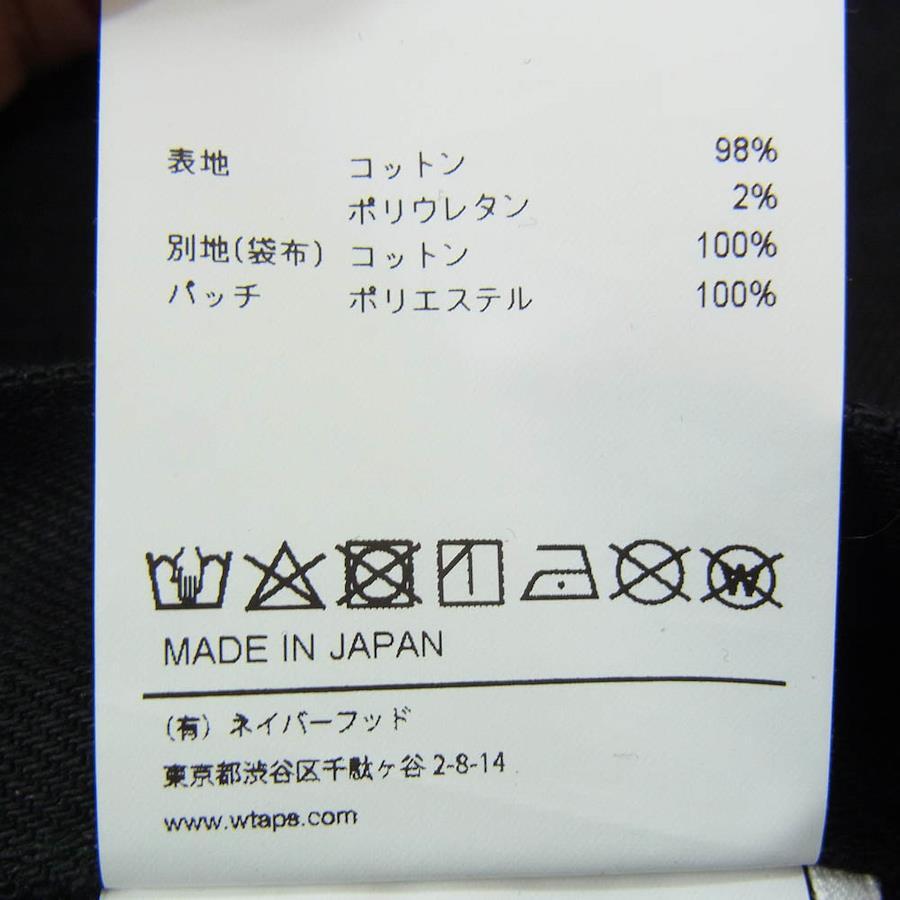 表地 コットン 98%
ポリウレタン 2%
別地(袋布) コットン 100%
パッチ ポリエステル 100%
W
MADE IN JAPAN
(有) ネイバーフッド
東京都渋谷区千駄ヶ谷 2-8-14
www.wtaps.com